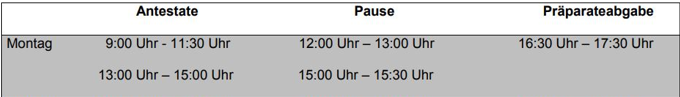 Antestate Pause Präparateabgabe
Montag 9:00 Uhr - 11:30 Uhr 12:00 Uhr – 13:00 Uhr 16:30 Uhr – 17:30 Uhr
13:00 Uhr – 15:00 Uhr 15:00 Uhr – 15:30 Uhr